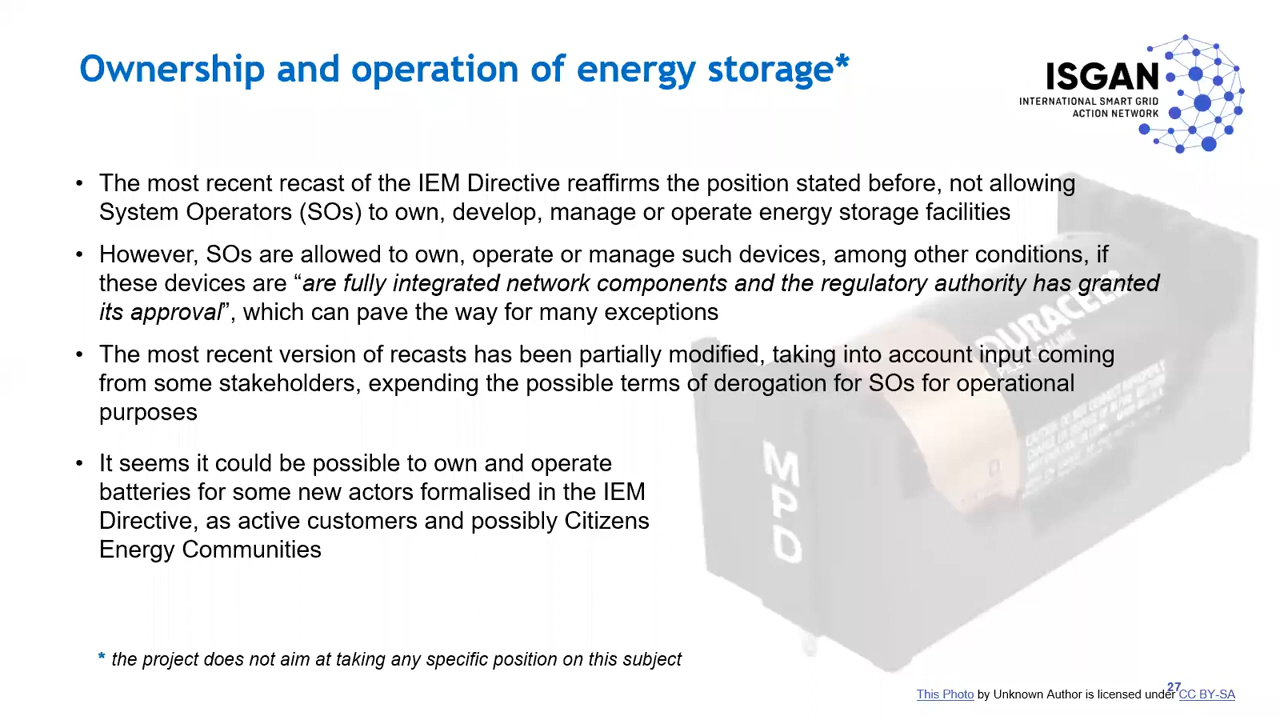 Ownership and operation of energy storage*
ISGAN
INTERNATIONAL SMART GRID
ACTION NETWORK
• The most recent recast of the IEM Directive reaffirms the position stated before, not allowing
System Operators (SOs) to own, develop, manage or operate energy storage facilities
• However, SOs are allowed to own, operate or manage such devices, among other conditions, if
these devices are “are fully integrated network components and the regulatory authority has granted
its approval”, which can pave the way for many exceptions
• The most recent version of recasts has been partially modified, taking into account input coming
from some stakeholders, expending the possible terms of derogation for SOs for operational
purposes
• It seems it could be possible to own and operate
batteries for some new actors formalised in the IEM
Directive, as active customers and possibly Citizens
Energy Communities
DURACELL
MPD
D
* the project does not aim at taking any specific position on this subject
27
This Photo by Unknown Author is licensed under CC BY-SA